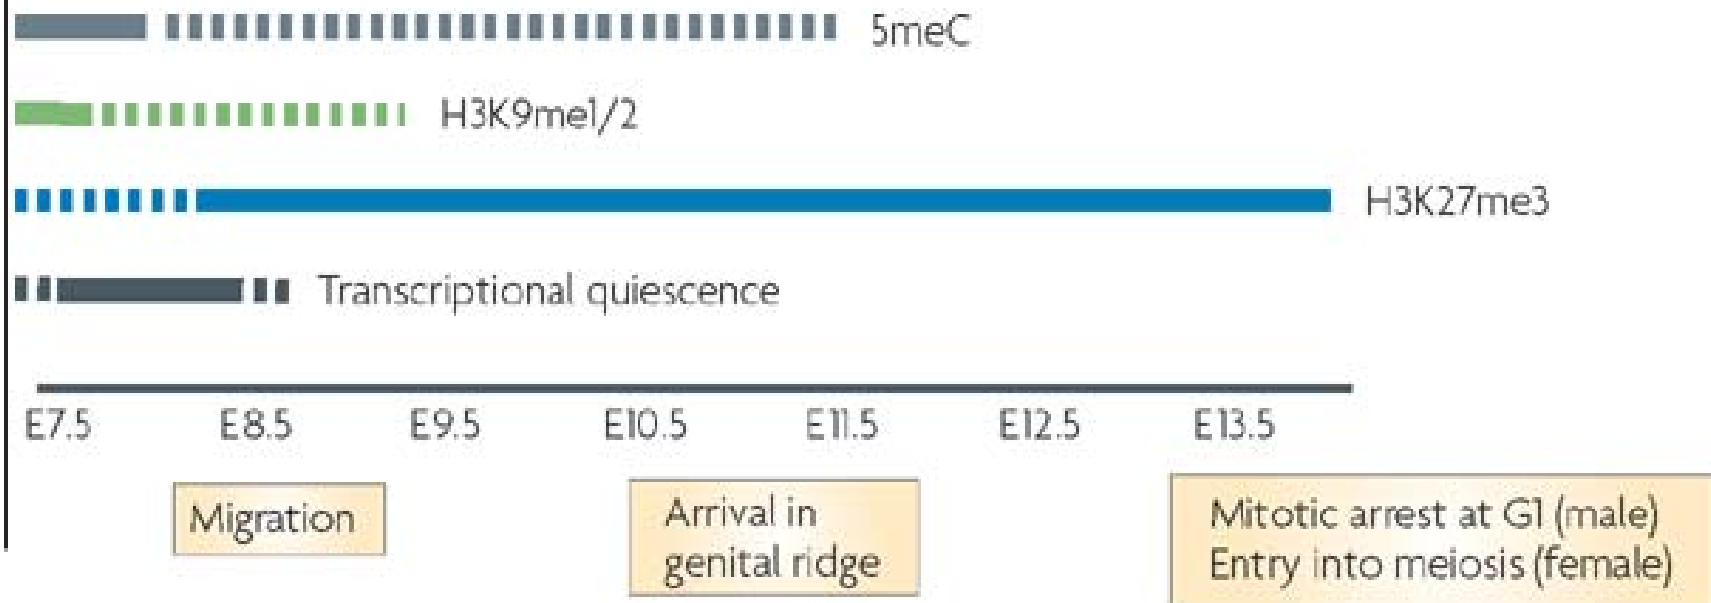 5meC
H3K9me1/2
H3K27me3
Transcriptional quiescence
E7.5 E8.5 E9.5 E10.5 E11.5 E12.5 E13.5
Migration
Arrival in
genital ridge
Mitotic arrest at G1 (male)
Entry into meiosis (female)